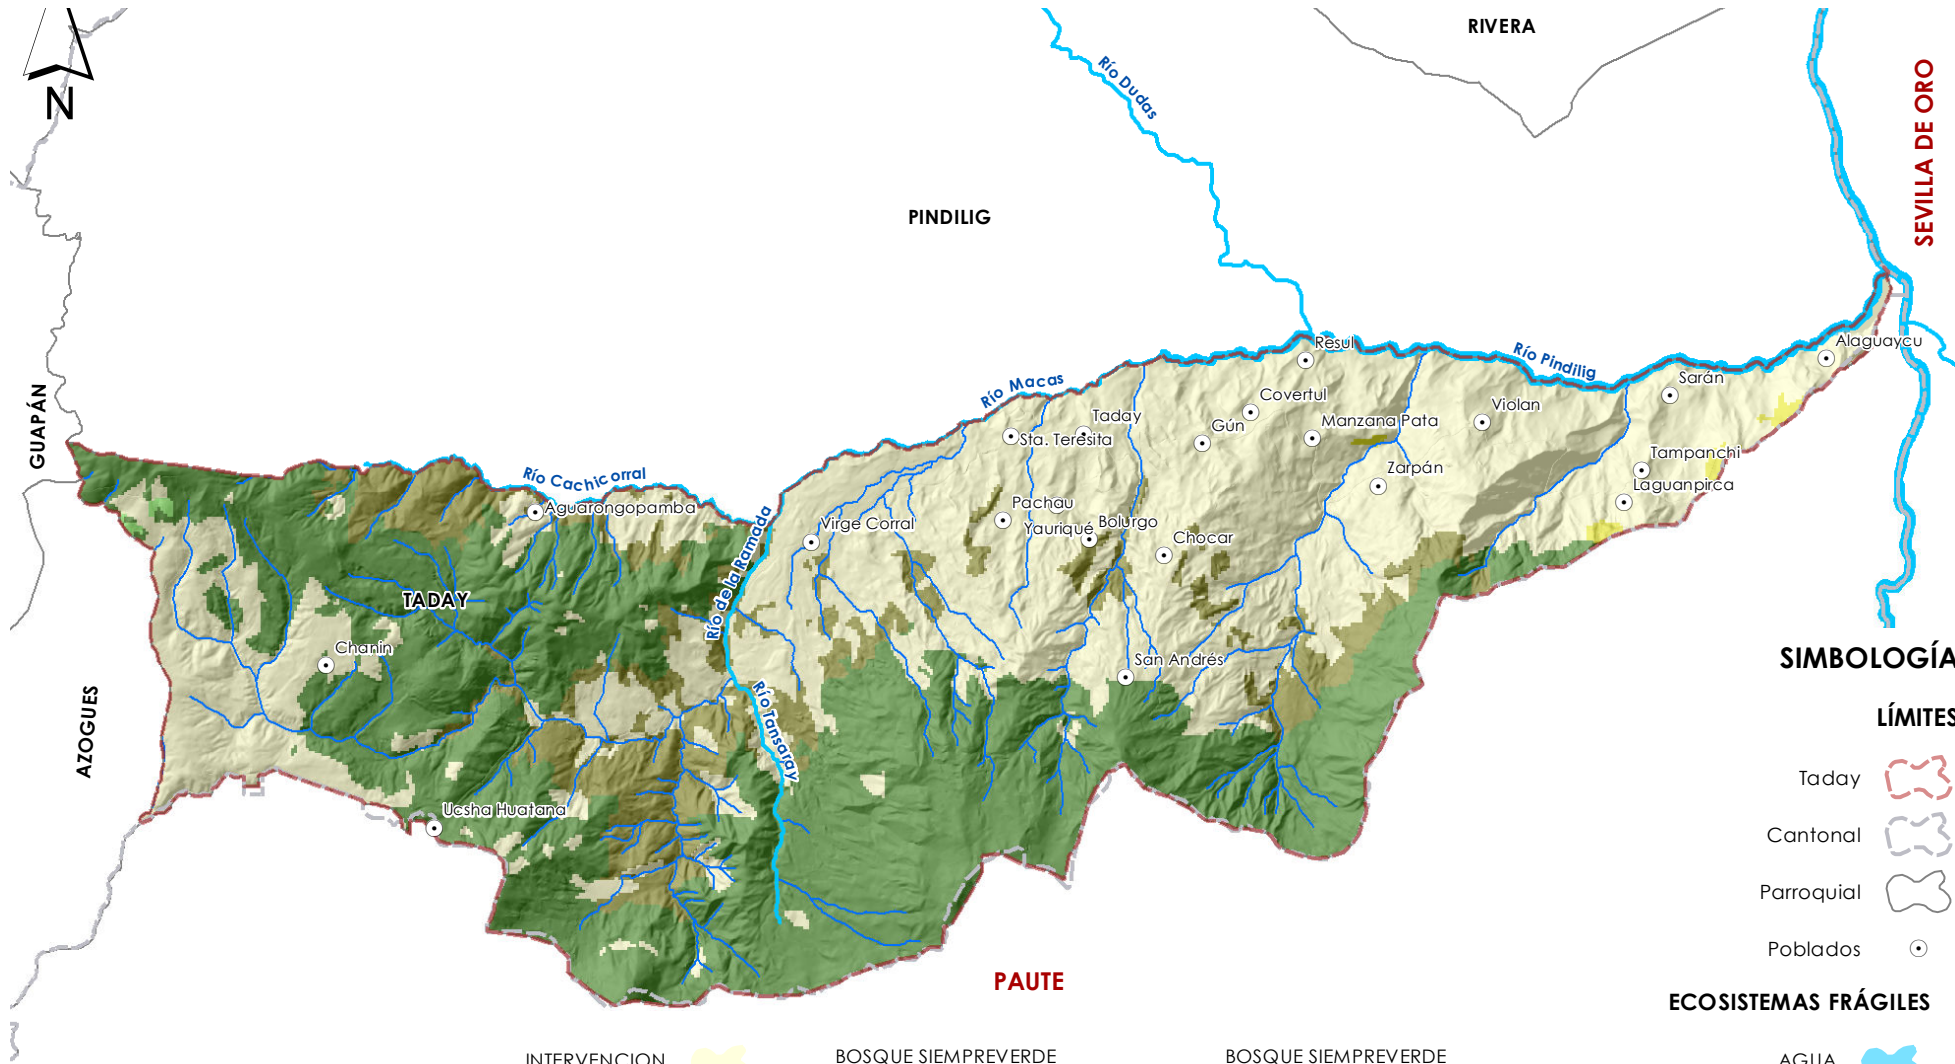 N
RIVERA
Río Dudas
SEVILLA DE ORO
PINDILIG
GUAPÁN
Resul
Río Pindilig
Alaguaycu
Río Macas
Covertul
Sarán
Taday
Gún
Manzana Pata
Violan
Sta. Teresita
Río Cachicorral
Zarpán
Tampanchi
Aguarongopamba
Pachau
Laguanpirca
Virge Corral
Yauriqué
Bolurgo
Chocar
Río de la Ramada
TADAY
Chanin
San Andrés
AZOGUES
Río Tansaray
Ucsha Huatana
PAUTE
SIMBOLOGÍA
LÍMITES
Taday
Cantonal
Parroquial
Poblados
ECOSISTEMAS FRÁGILES
INTERVENCION
BOSQUE SIEMPREVERDE
BOSQUE SIEMPREVERDE
AGUA